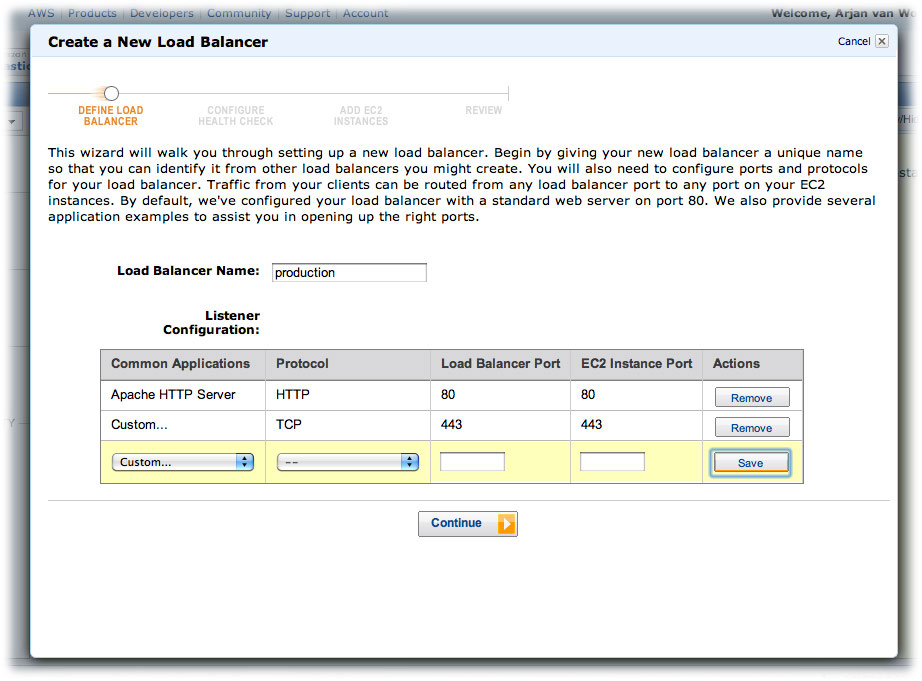 AWS Products Developers Community Support Account
Welcome, Arjan van
Create a New Load Balancer
Cancel
DEFINE LOAD
BALANCER
CONFIGURE
HEALTH CHECK
ADD EC2
INSTANCES
REVIEW
This wizard will walk you through setting up a new load balancer. Begin by giving your new load balancer a unique name
so that you can identify it from other load balancers you might create. You will also need to configure ports and protocols
for your load balancer. Traffic from your clients can be routed from any load balancer port to any port on your EC2
instances. By default, we've configured your load balancer with a standard web server on port 80. We also provide several
application examples to assist you in opening up the right ports.
Load Balancer Name: production
Listener
Configuration:
Common Applications Protocol Load Balancer Port EC2 Instance Port Actions
Apache HTTP Server HTTP 80 80 Remove
Custom... TCP 443 443 Remove
Custom... -- Save
Continue